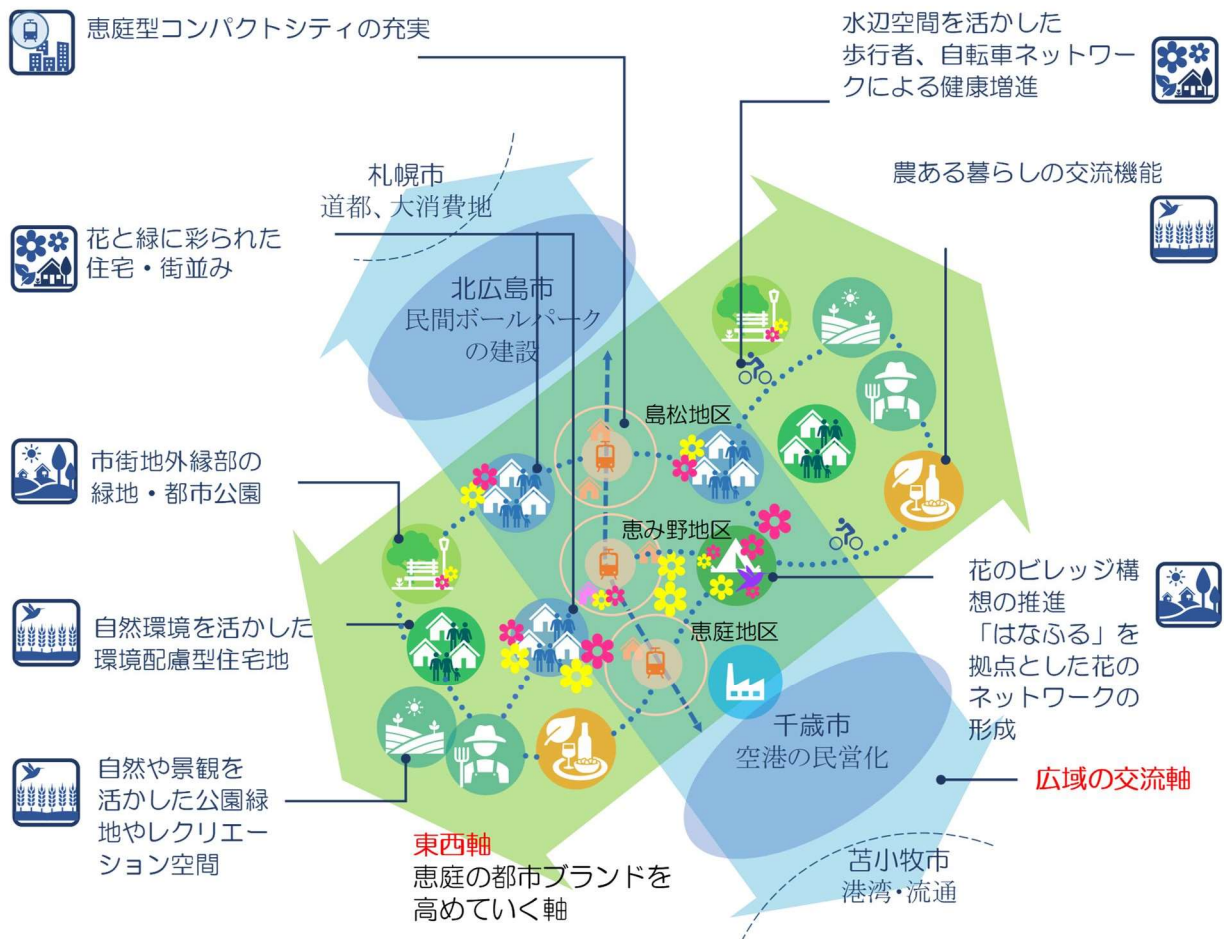 恵庭型コンパクトシティの充実
水辺空間を活かした
歩行者、自転車ネットワー
クによる健康増進
札幌市
道都、大消費地
農ある暮らしの交流機能
花と緑に彩られた
住宅・街並み
北広島市
民間ボールパーク
の建設
島松地区
市街地外縁部の
緑地・都市公園
恵み野地区
花のビレッジ構
想の推進
「はなふる」を
拠点とした花の
ネットワークの
形成
自然環境を活かした
環境配慮型住宅地
恵庭地区
千歳市
空港の民営化
自然や景観を
活かした公園緑
地やレクリエー
ション空間
広域の交流軸
東西軸
恵庭の都市ブランドを
高めていく軸
苫小牧市
港湾・流通